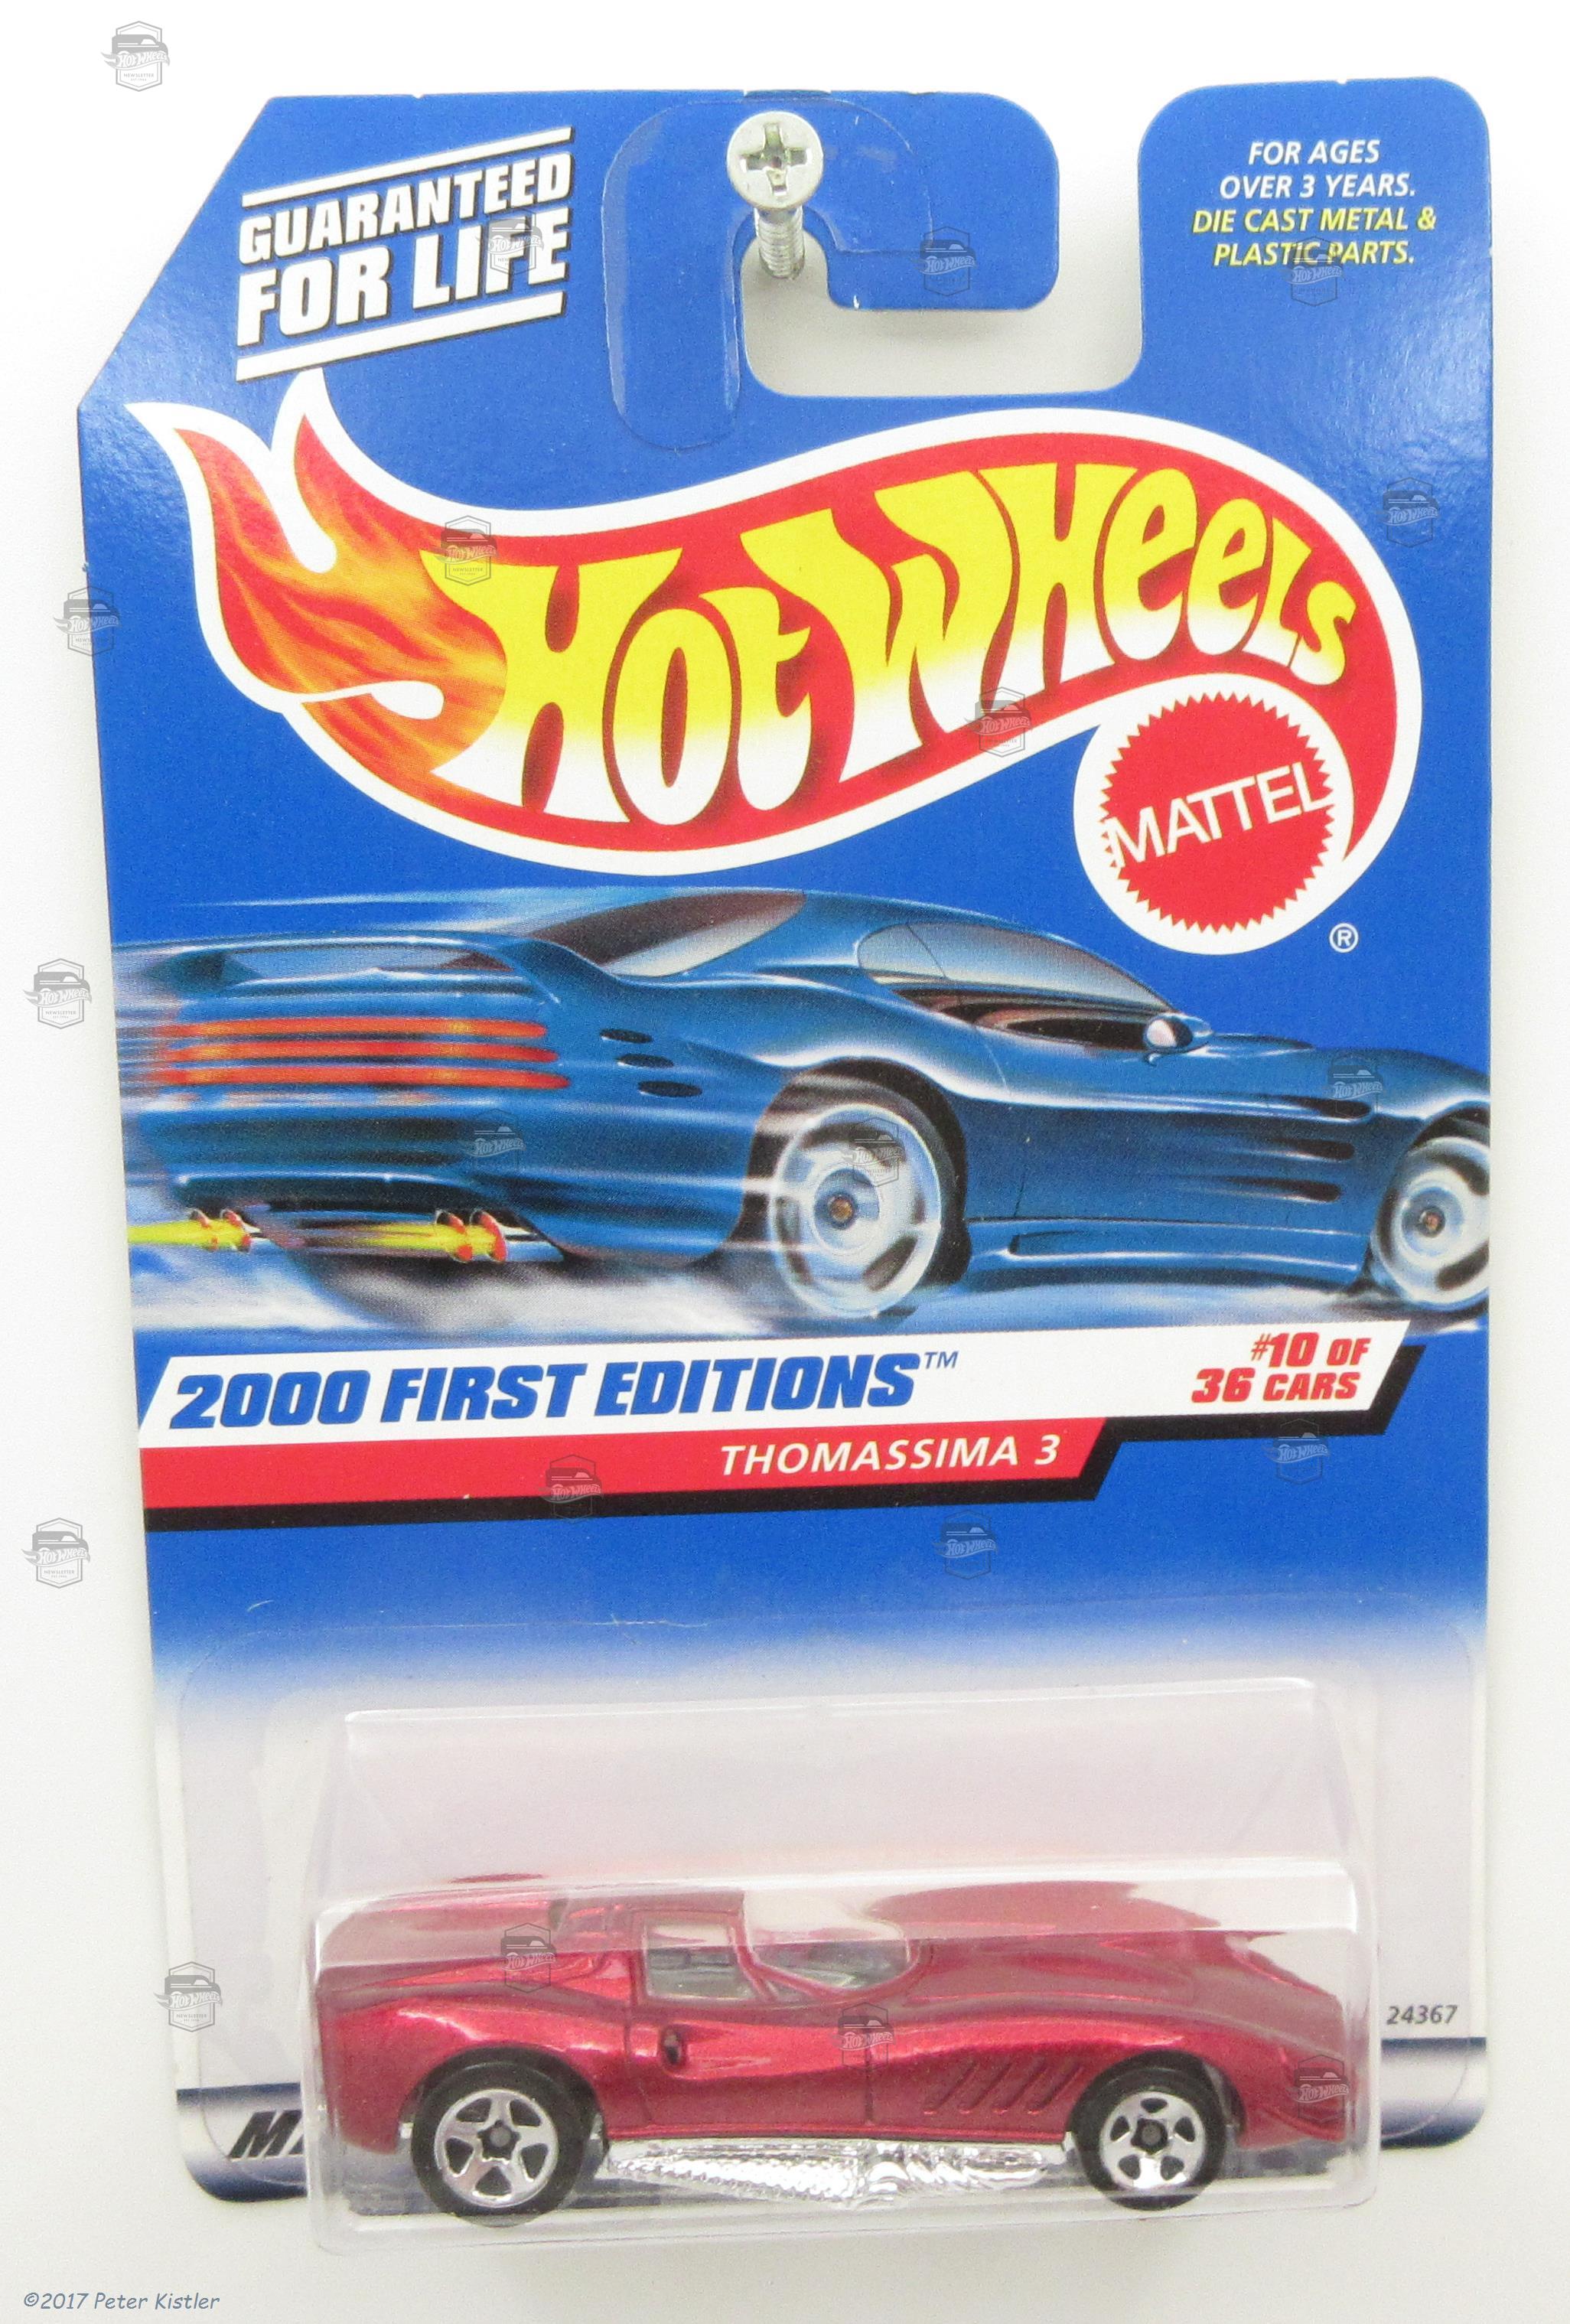 GUARANTEED
FOR LIFE
FOR AGES
OVER 3 YEARS.
DIE CAST METAL &
PLASTIC PARTS.
HOT WHEELS
MATTEL
®
2000 FIRST EDITIONS™
#10 OF
36 CARS
THOMASSIMA 3
24367
©2017 Peter Kistler